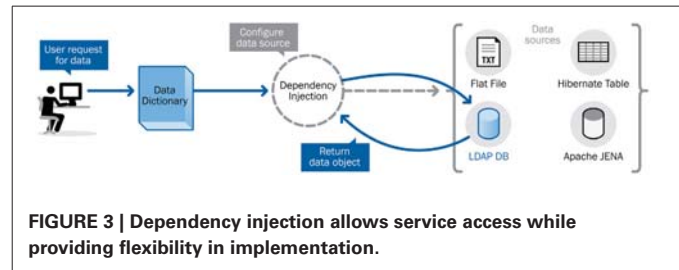 User request
for data
Data
Dictionary
Configure
data source
Dependency
Injection
Return
data object
Data
sources
TXT
Flat File
Hibernate Table
LDAP DB
Apache JENA
FIGURE 3 | Dependency injection allows service access while
providing flexibility in implementation.